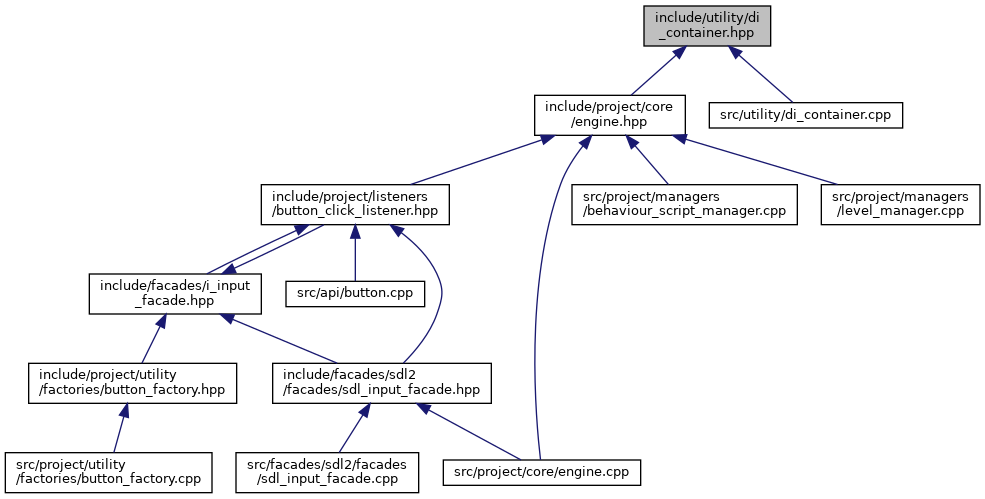 include/utility/di
_container.hpp
include/project/core
/engine.hpp
src/utility/di_container.cpp
include/project/listeners
/button_click_listener.hpp
src/project/managers
/behaviour_script_manager.cpp
src/project/managers
/level_manager.cpp
include/facades/i_input
_facade.hpp
src/api/button.cpp
include/project/utility
/factories/button_factory.hpp
include/facades/sdl2
/facades/sdl_input_facade.hpp
src/project/utility
/factories/button_factory.cpp
src/facades/sdl2/facades
/sdl_input_facade.cpp
src/project/core/engine.cpp